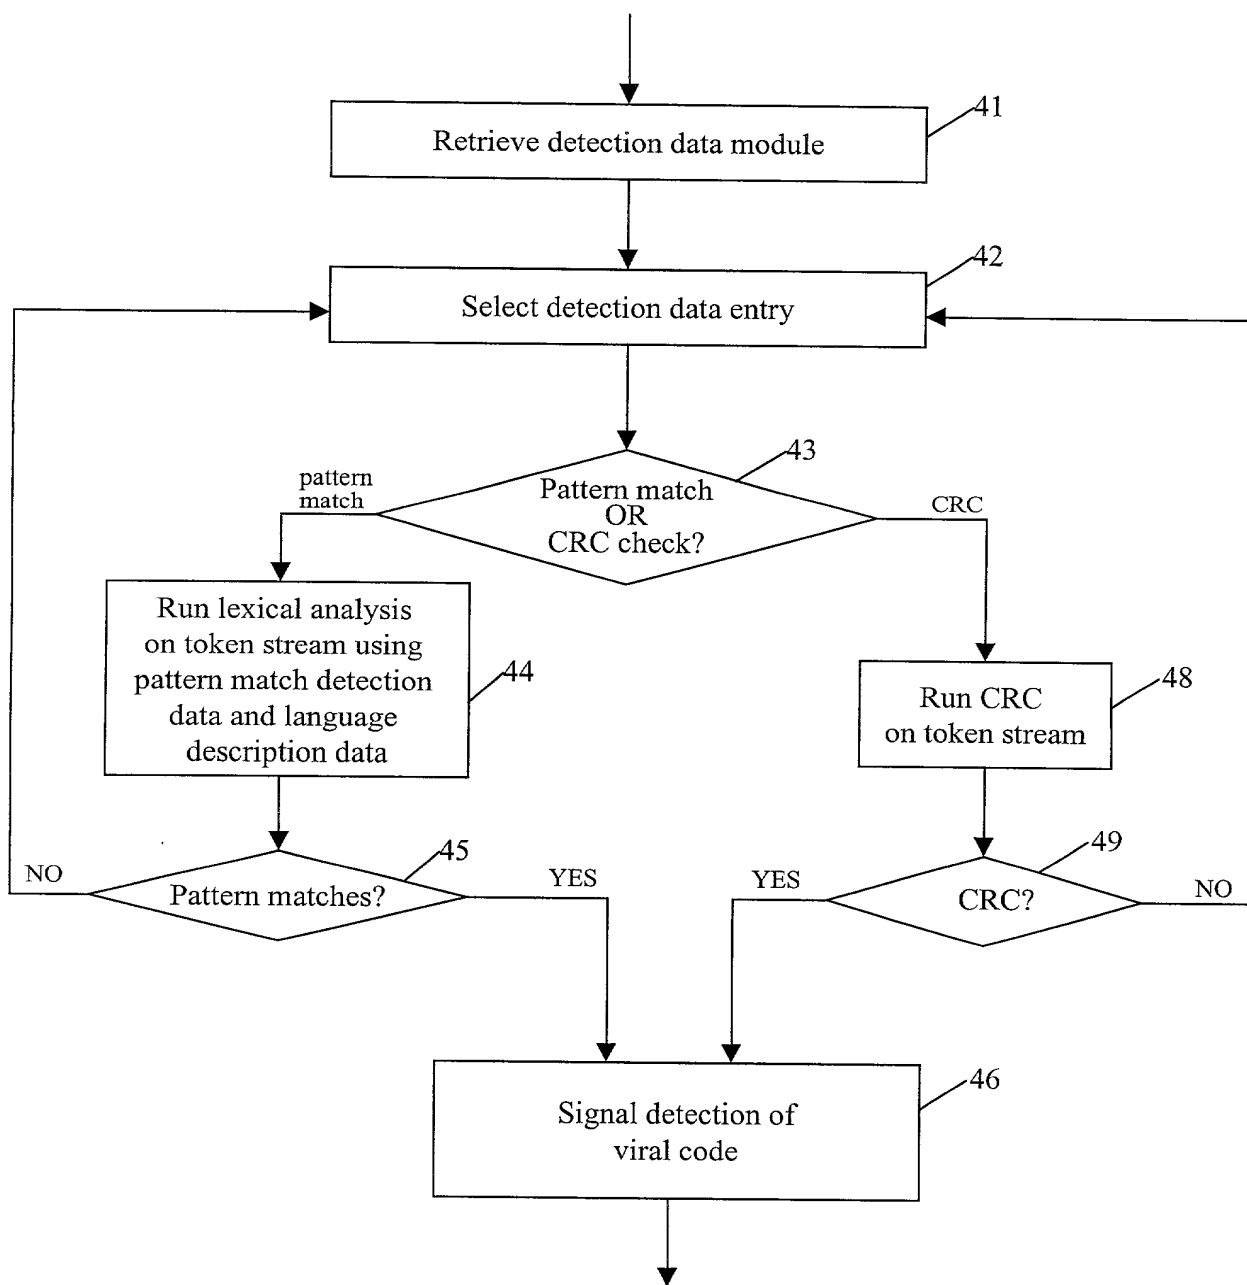 Retrieve detection data module
41
Select detection data entry
42
43
pattern
match
Pattern match
OR
CRC check?
CRC
Run lexical analysis
on token stream using
pattern match detection
data and language
description data
44
Run CRC
on token stream
48
NO
Pattern matches?
45
YES
YES
CRC?
49
NO
Signal detection of
viral code
46